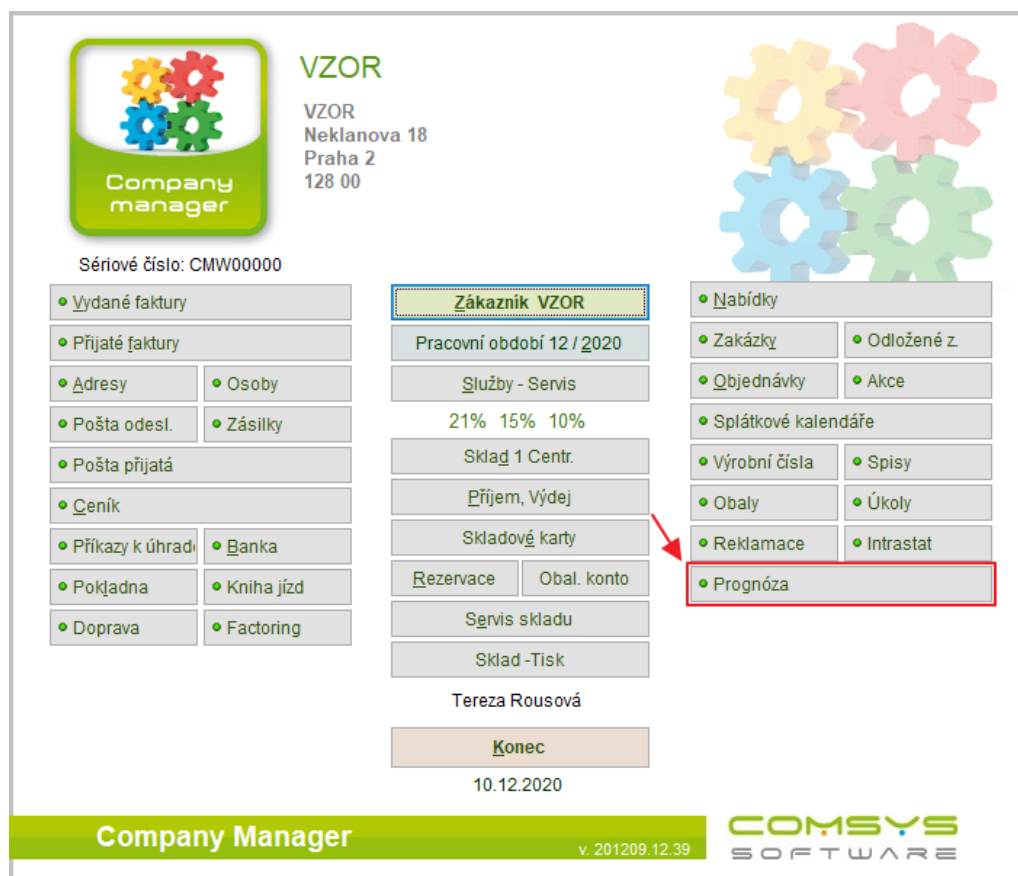 VZOR
VZOR
Neklanova 18
Praha 2
128 00
Company
manager
Sériové číslo: CMW00000
Vydané faktury
Přijaté faktury
Adresy
Osoby
Pošta odesl.
Zásilky
Pošta přijatá
Ceník
Příkazy k úhrad
Banka
Pokladna
Kniha jízd
Doprava
Factoring
Zákazník VZOR
Pracovní období 12 / 2020
Služby - Servis
21% 15% 10%
Sklad 1 Centr.
Příjem, Výdej
Skladové karty
Rezervace
Obal. konto
Servis skladu
Sklad -Tisk
Tereza Rousová
Konec
10.12.2020
Nabídky
Zakázky
Odložené z.
Objednávky
Akce
Splátkové kalendáře
Výrobní čísla
Spisy
Obaly
Úkoly
Reklamace
Intrastat
Prognóza
Company Manager
v. 201209.12.39
COMSYS
SOFTWARE